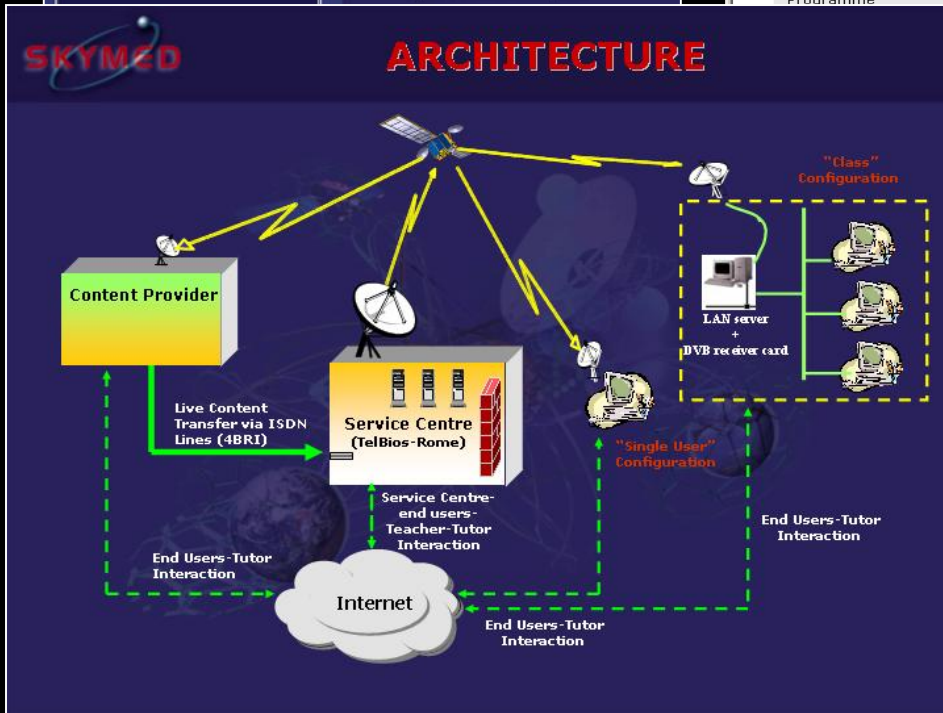 Programme
SKYMED
ARCHITECTURE
"Class"
Configuration
Content Provider
LAN server
+
DVB receiver card
Live Content
Transfer via ISDN
Lines (4BRI)
Service Centre
(TelBios-Rome)
"Single User"
Configuration
Service Centre-
end users-
Teacher-Tutor
Interaction
End Users-Tutor
Interaction
End Users-Tutor
Interaction
Internet
End Users-Tutor
Interaction